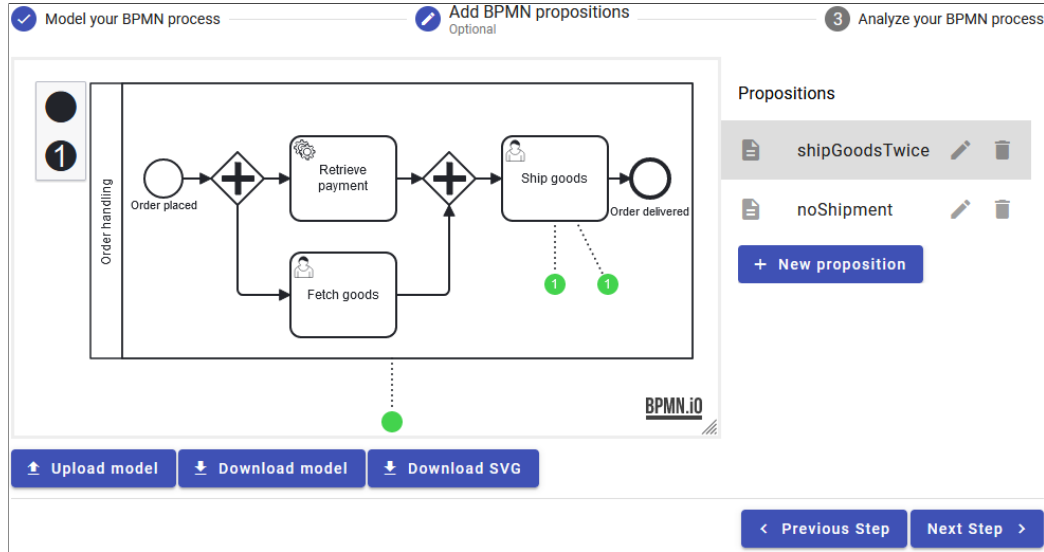 Model your BPMN process
Add BPMN propositions
Optional
3 Analyze your BPMN process
1
Order handling
Order placed
Retrieve
payment
Fetch goods
Ship goods
Order delivered
1 1
BPMN.iO
Propositions
shipGoodsTwice
noShipment
+ New proposition
Upload model
Download model
Download SVG
Previous Step
Next Step